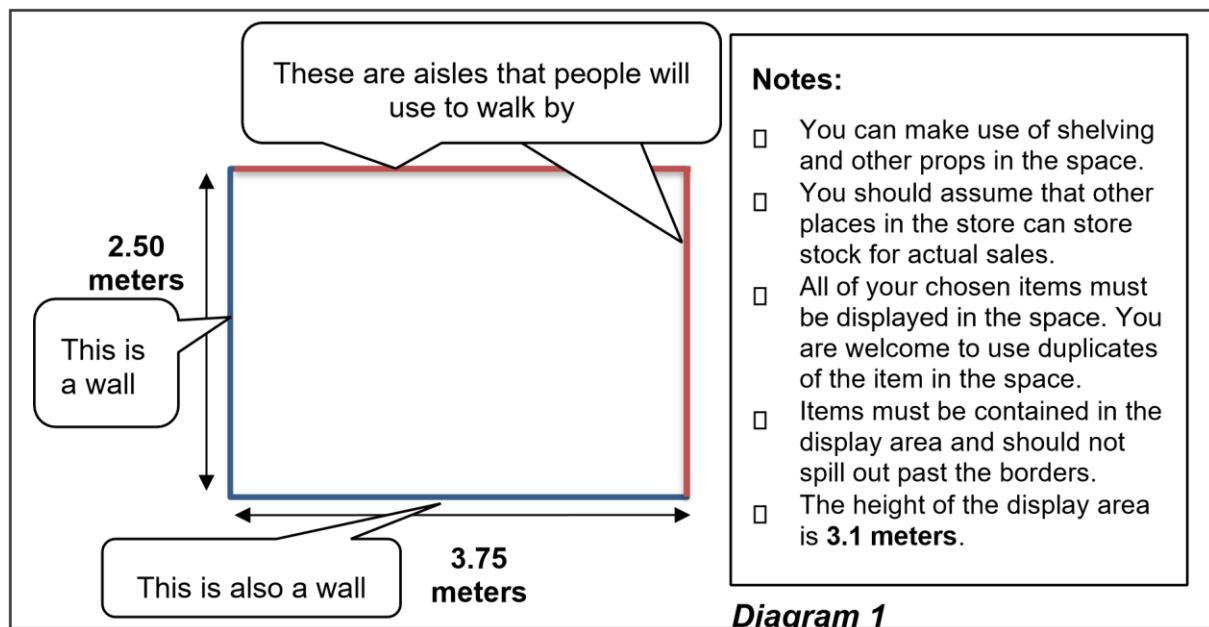 These are aisles that people will
use to walk by
2.50
meters
This is
a wall
This is also a wall
3.75
meters
Notes:
You can make use of shelving
and other props in the space.
You should assume that other
places in the store can store
stock for actual sales.
All of your chosen items must
be displayed in the space. You
are welcome to use duplicates
of the item in the space.
Items must be contained in the
display area and should not
spill out past the borders.
The height of the display area
is 3.1 meters.
Diagram 1